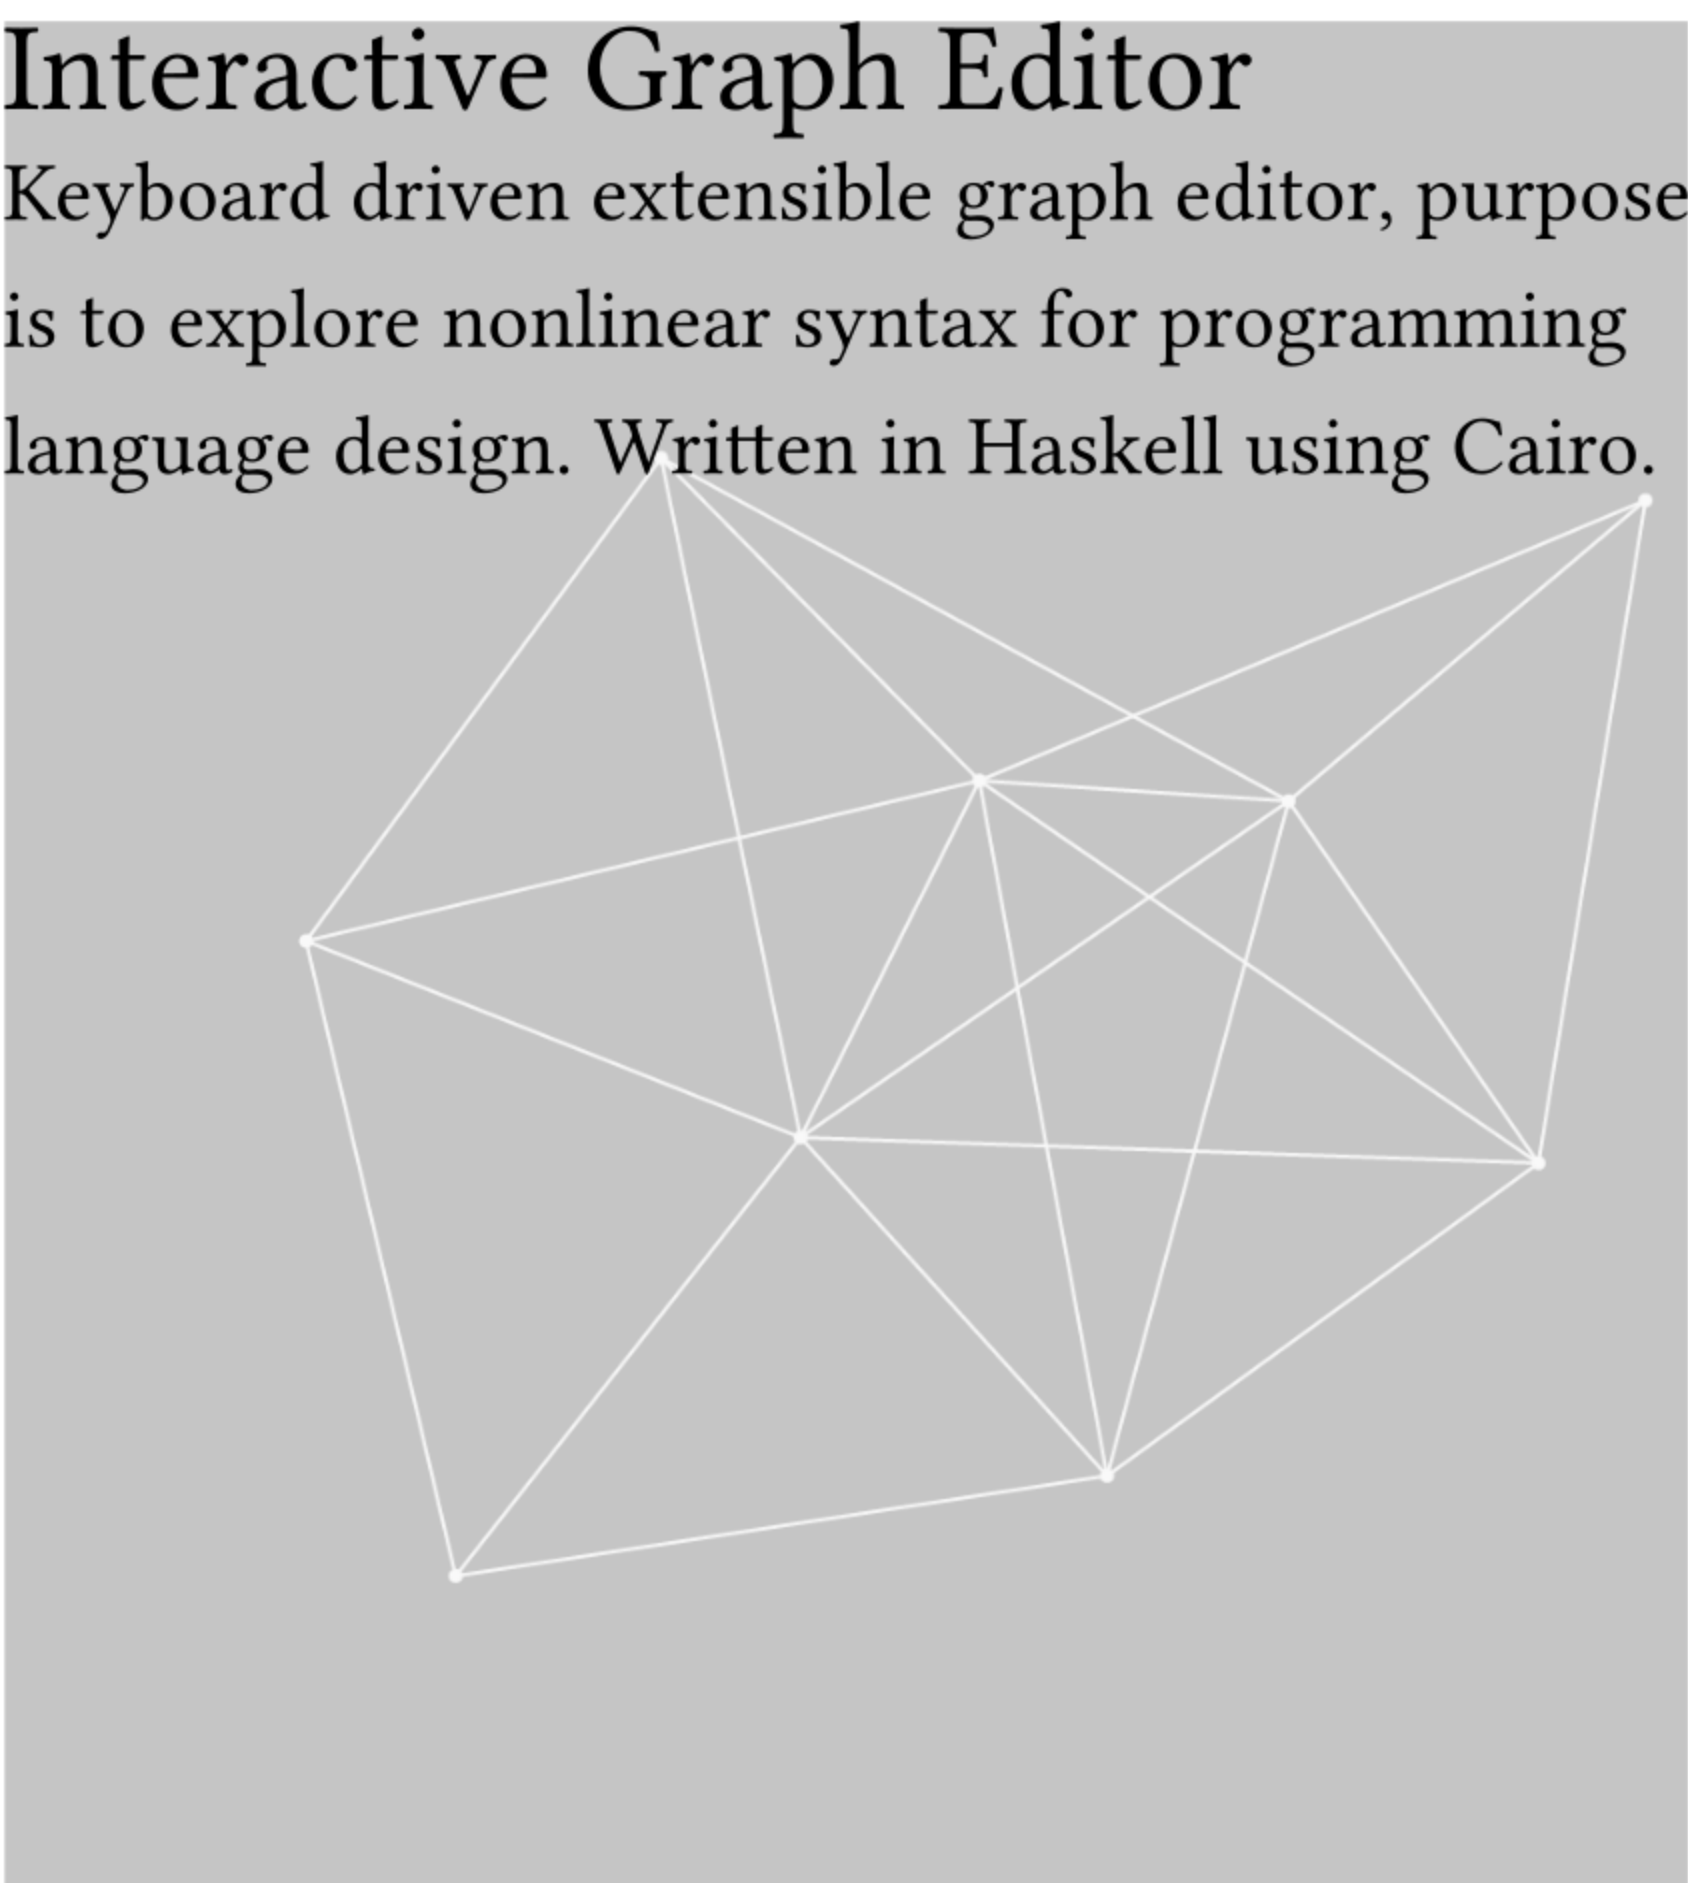 Interactive Graph Editor
Keyboard driven extensible graph editor, purpose
is to explore nonlinear syntax for programming
language design. Written in Haskell using Cairo.